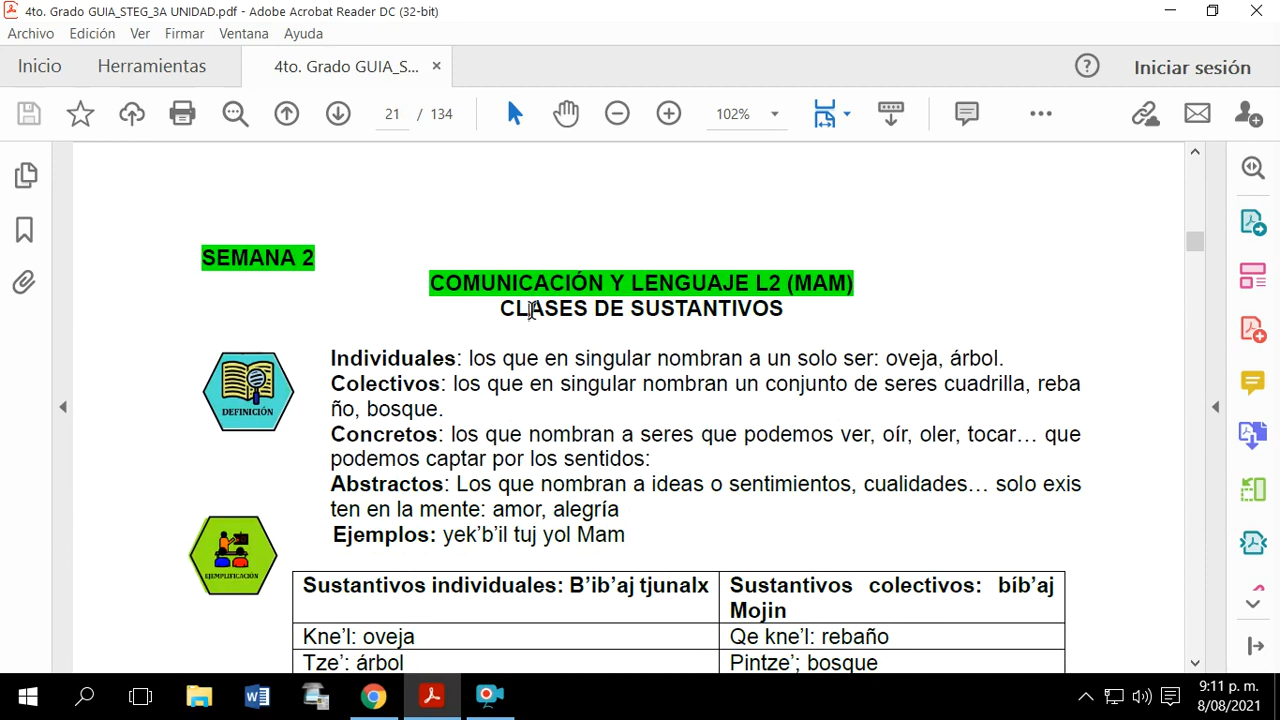 4to. Grado GUIA_STEG_3A UNIDAD.pdf - Adobe Acrobat Reader DC (32-bit)
Archivo Edición Ver Firmar Ventana Ayuda
Inicio Herramientas 4to. Grado GUIA_S... × Iniciar sesión
21 / 134 102%
SEMANA 2
COMUNICACIÓN Y LENGUAJE L2 (MAM)
CLASES DE SUSTANTIVOS
Individuales: los que en singular nombran a un solo ser: oveja, árbol.
Colectivos: los que en singular nombran un conjunto de seres cuadrilla, reba
ño, bosque.
DEFINICIÓN
Concretos: los que nombran a seres que podemos ver, oír, oler, tocar… que
podemos captar por los sentidos:
Abstractos: Los que nombran a ideas o sentimientos, cualidades… solo exis
ten en la mente: amor, alegría
Ejemplos: yek’b’il tuj yol Mam
EJEMPLIFICACIÓN
Sustantivos individuales: B’ib’aj tjunalx
Sustantivos colectivos: bíb’aj
Mojin
Kne’l: oveja
Qe kne’l: rebaño
Tze’: árbol
Pintze’; bosque
9:11 p. m.
8/08/2021